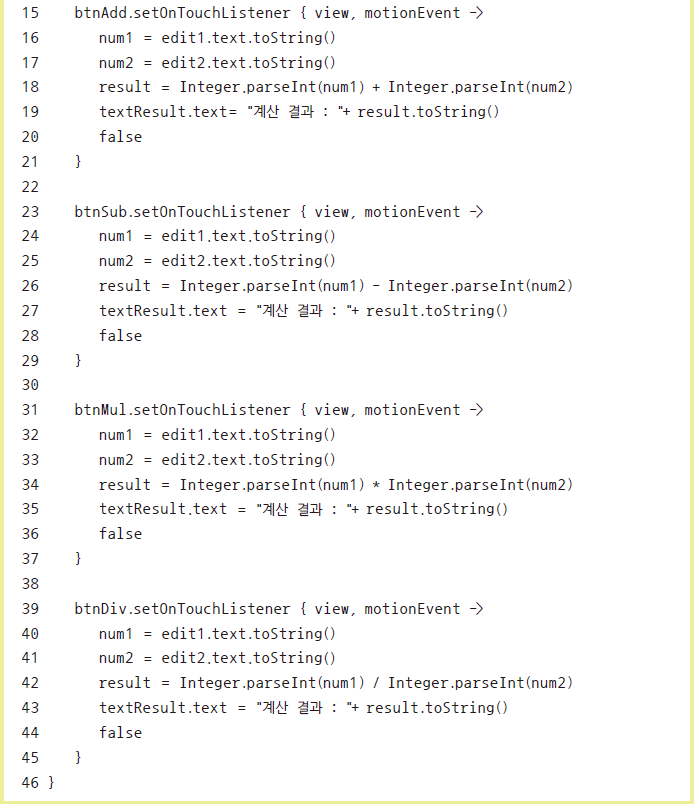 15 btnAdd.setOnTouchListener { view, motionEvent ->
16 num1 = edit1.text.toString()
17 num2 = edit2.text.toString()
18 result = Integer.parseInt(num1) + Integer.parseInt(num2)
19 textResult.text= "계산 결과 : "+ result.toString()
20 false
21 }
22
23 btnSub.setOnTouchListener { view, motionEvent ->
24 num1 = edit1.text.toString()
25 num2 = edit2.text.toString()
26 result = Integer.parseInt(num1) - Integer.parseInt(num2)
27 textResult.text = "계산 결과 : "+ result.toString()
28 false
29 }
30
31 btnMul.setOnTouchListener { view, motionEvent ->
32 num1 = edit1.text.toString()
33 num2 = edit2.text.toString()
34 result = Integer.parseInt(num1) * Integer.parseInt(num2)
35 textResult.text = "계산 결과 : "+ result.toString()
36 false
37 }
38
39 btnDiv.setOnTouchListener { view, motionEvent ->
40 num1 = edit1.text.toString()
41 num2 = edit2.text.toString()
42 result = Integer.parseInt(num1) / Integer.parseInt(num2)
43 textResult.text = "계산 결과 : "+ result.toString()
44 false
45 }
46 }